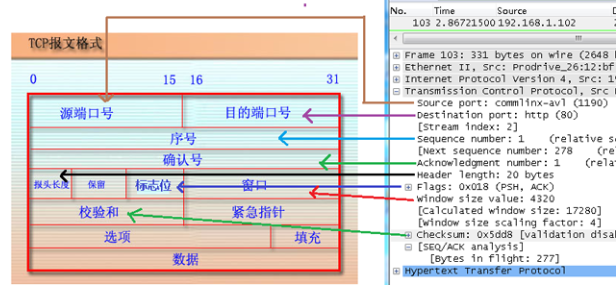 TCP报文格式
0 15 16 31
源端口号 目的端口号
序号
确认号
报头长度 保留 标志位 窗口
校验和 紧急指针
选项 填充
数据
No. Time Source
103 2.86721500 192.168.1.102
Frame 103: 331 bytes on wire (2648
Ethernet II, Src: Prodrive_26:12:bf
Internet Protocol Version 4, Src: 19
Transmission Control Protocol, Src
Source port: commlinx-avl (1190)
Destination port: http (80)
[Stream index: 2]
Sequence number: 1 (relative se
[Next sequence number: 278 (re
Acknowledgment number: 1 (relat
Header length: 20 bytes
Flags: 0x018 (PSH, ACK)
Window size value: 4320
[Calculated window size: 17280]
[Window size scaling factor: 4]
Checksum: 0x5dd8 [validation disa
[SEQ/ACK analysis]
[Bytes in flight: 277]
Hypertext Transfer Protocol